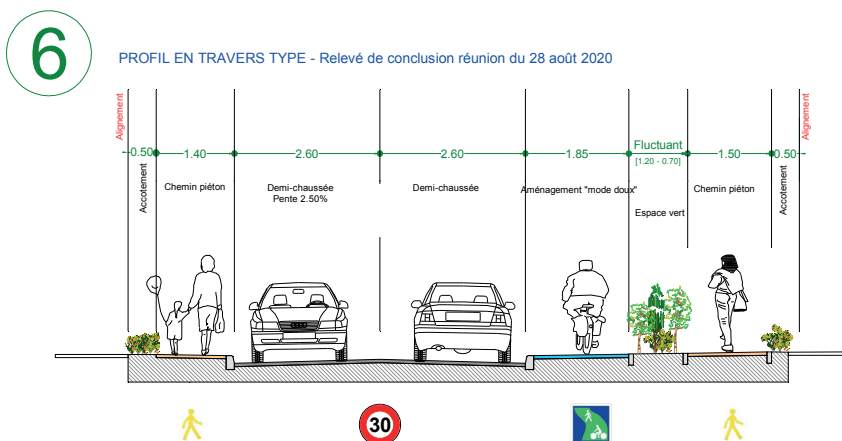 6
PROFIL EN TRAVERS TYPE - Relevé de conclusion réunion du 28 août 2020
Alignement
Alignement
0.50
1.40
2.60
2.60
1.85
Fluctuant
[1.20 - 0.70]
1.50
0.50
Accotement
Chemin piéton
Demi-chaussée
Pente 2.50%
Demi-chaussée
Aménagement "mode doux"
Espace vert
Chemin piéton
Accotement
30